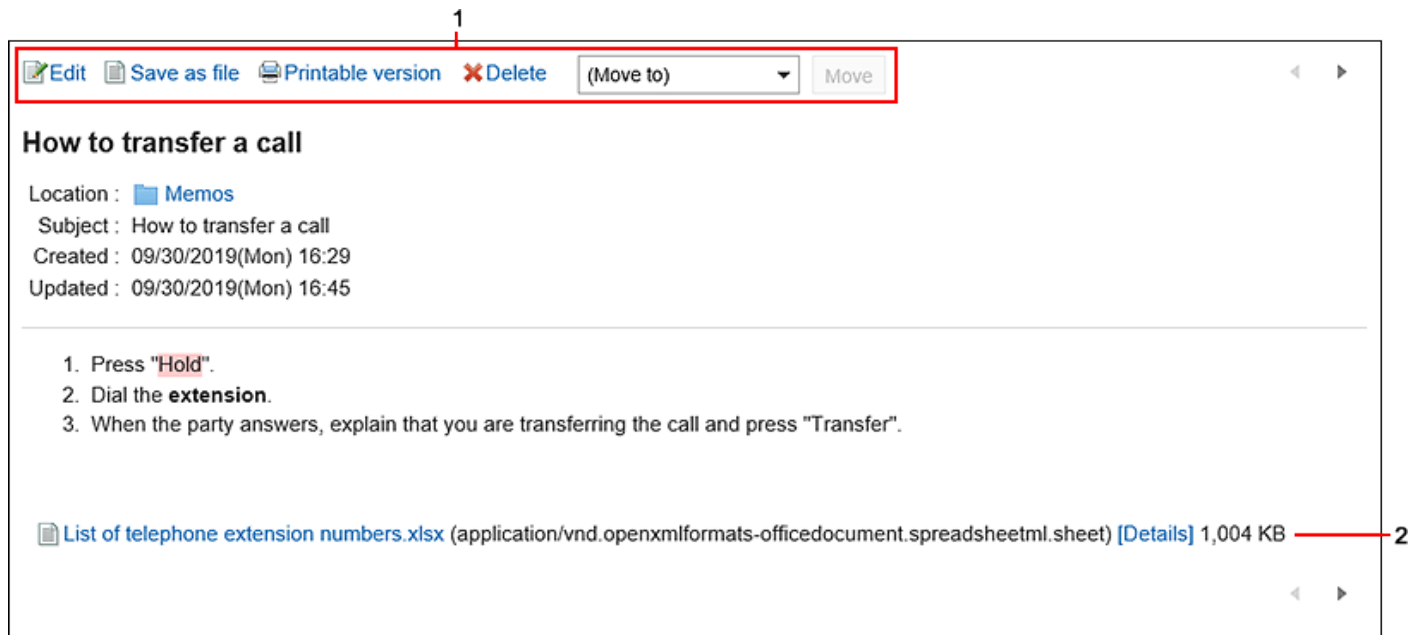 1
Edit Save as file Printable version Delete (Move to) Move
How to transfer a call
Location : Memos
Subject : How to transfer a call
Created : 09/30/2019(Mon) 16:29
Updated : 09/30/2019(Mon) 16:45
1. Press "Hold".
2. Dial the extension.
3. When the party answers, explain that you are transferring the call and press "Transfer".
List of telephone extension numbers.xlsx (application/vnd.openxmlformats-officedocument.spreadsheetml.sheet) [Details] 1,004 KB
2